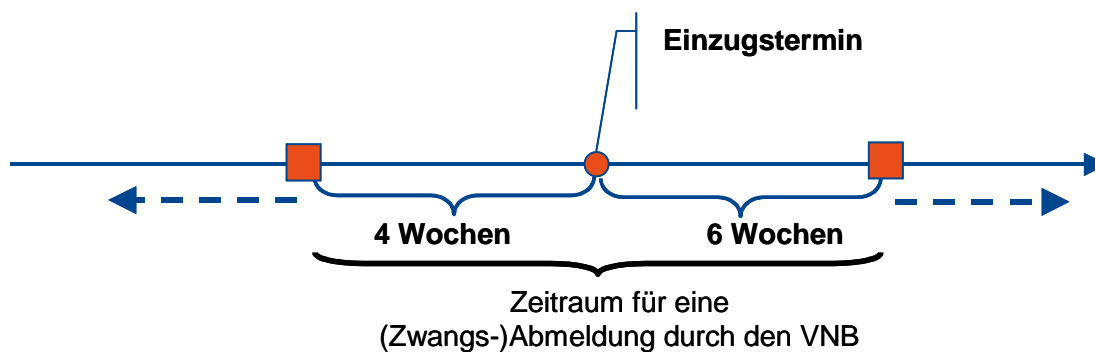 Einzugstermin
4 Wochen
6 Wochen
Zeitraum für eine
(Zwangs-)Abmeldung durch den VNB